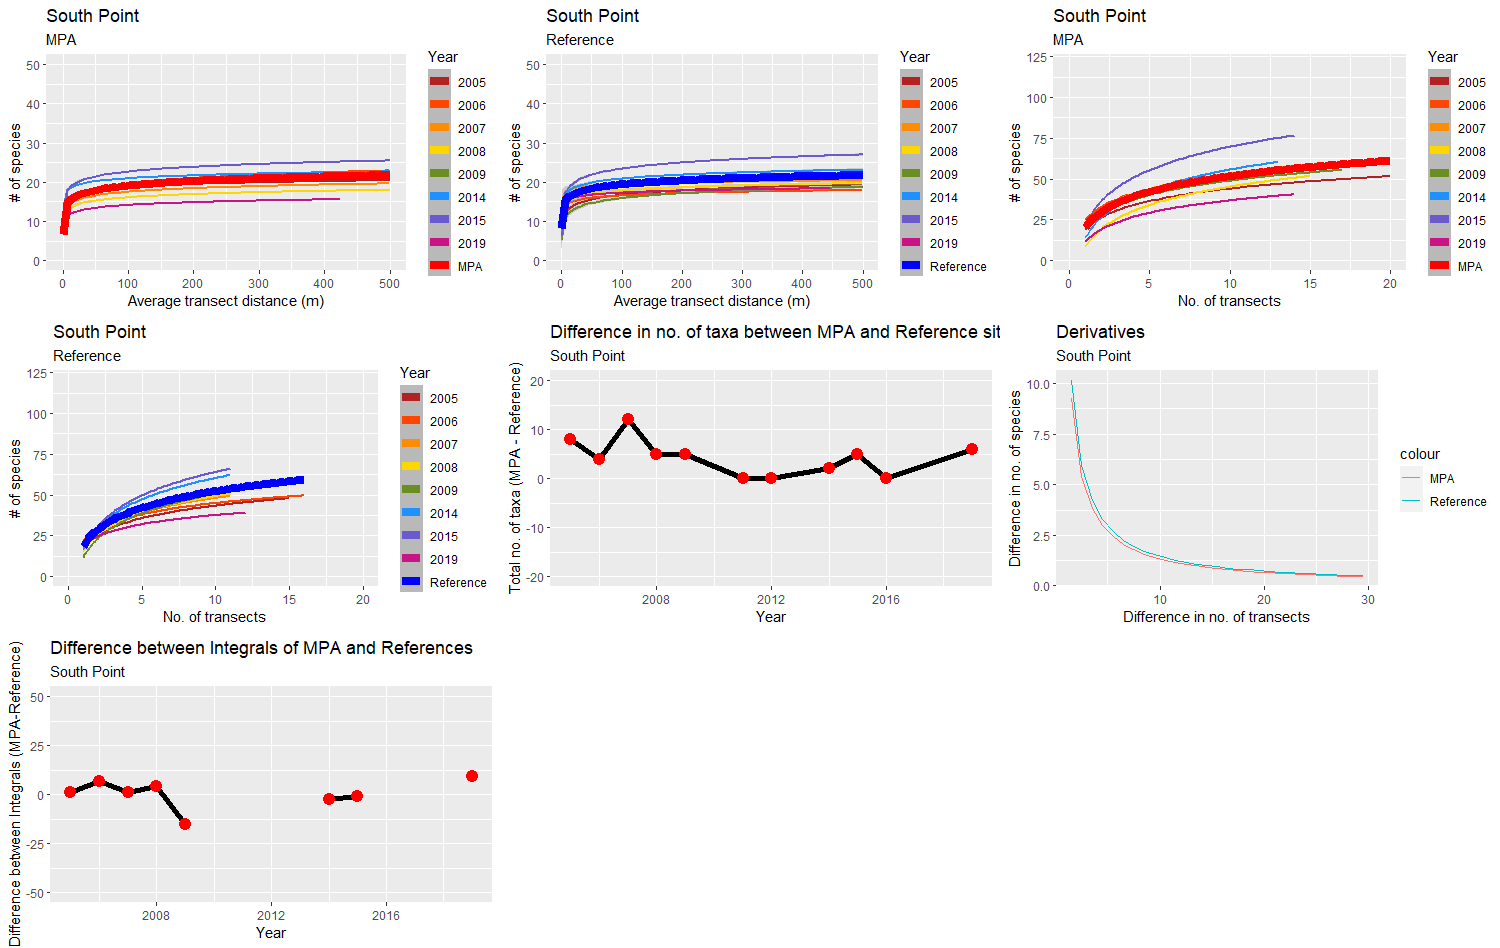 South Point
MPA
# of species
50
40
30
20
10
0
0 100 200 300 400 500
Average transect distance (m)
Year
2005
2006
2007
2008
2009
2014
2015
2019
MPA
South Point
Reference
# of species
50
40
30
20
10
0
0 100 200 300 400 500
Average transect distance (m)
Year
2005
2006
2007
2008
2009
2014
2015
2019
Reference
South Point
MPA
# of species
125
100
75
50
25
0
0 5 10 15 20
No. of transects
Year
2005
2006
2007
2008
2009
2014
2015
2019
MPA
South Point
Reference
# of species
125
100
75
50
25
0
0 5 10 15 20
No. of transects
Year
2005
2006
2007
2008
2009
2014
2015
2019
Reference
Difference in no. of taxa between MPA and Reference sit
South Point
Total no. of taxa (MPA - Reference)
20
10
0
-10
-20
2008 2012 2016
Year
Derivatives
South Point
Difference in no. of species
10.0
7.5
5.0
2.5
0.0
10 20 30
Difference in no. of transects
colour
MPA
Reference
Difference between Integrals of MPA and References
South Point
Difference between Integrals (MPA-Reference)
50
25
0
-25
-50
2008 2012 2016
Year